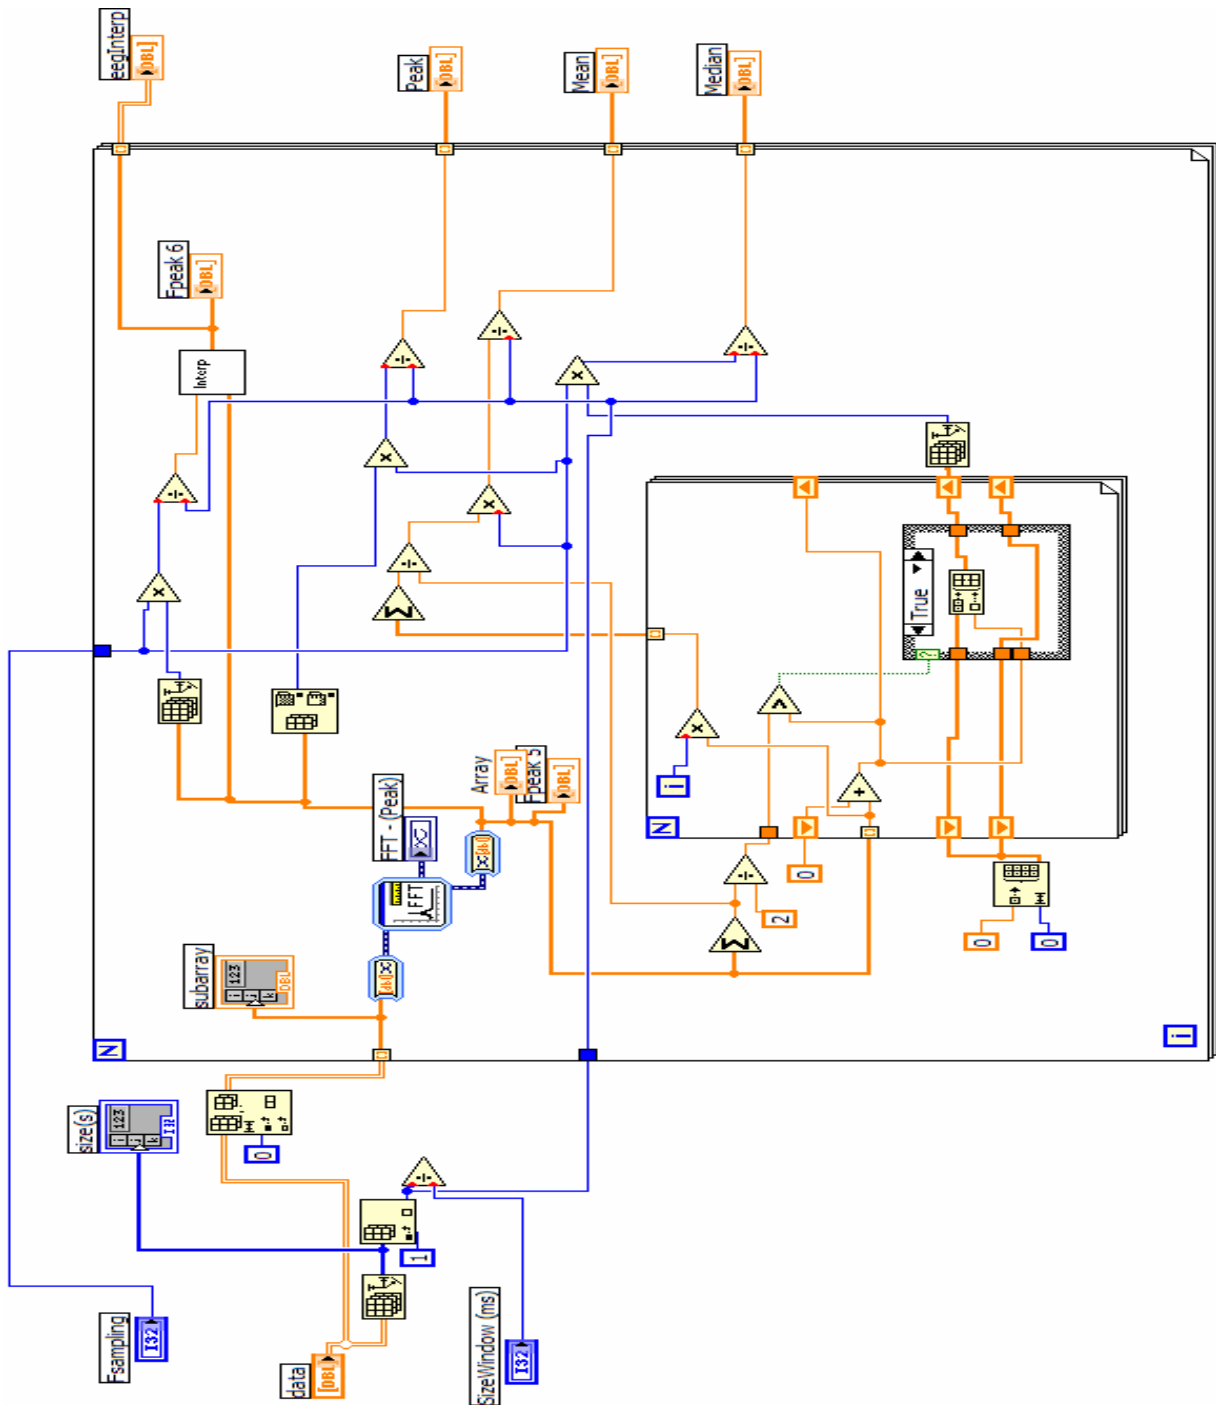 eegInterp
DBL]
Peak
DBL]
Mean
DBL]
Median
DBL]
Fpeak 6
DBL]
Interp
FFT - (Peak)
FFT
Array
DBL]
Fpeak 5
DBL]
[dbl]
[dbl]
subarray
123
i
j
k
DBL
N
i
N
i
True
?
0
2
0
0
size(s)
123
i
j
k
I32
0
1
Fsampling
I32
data
[DBL]
SizeWindow (ms)
I32